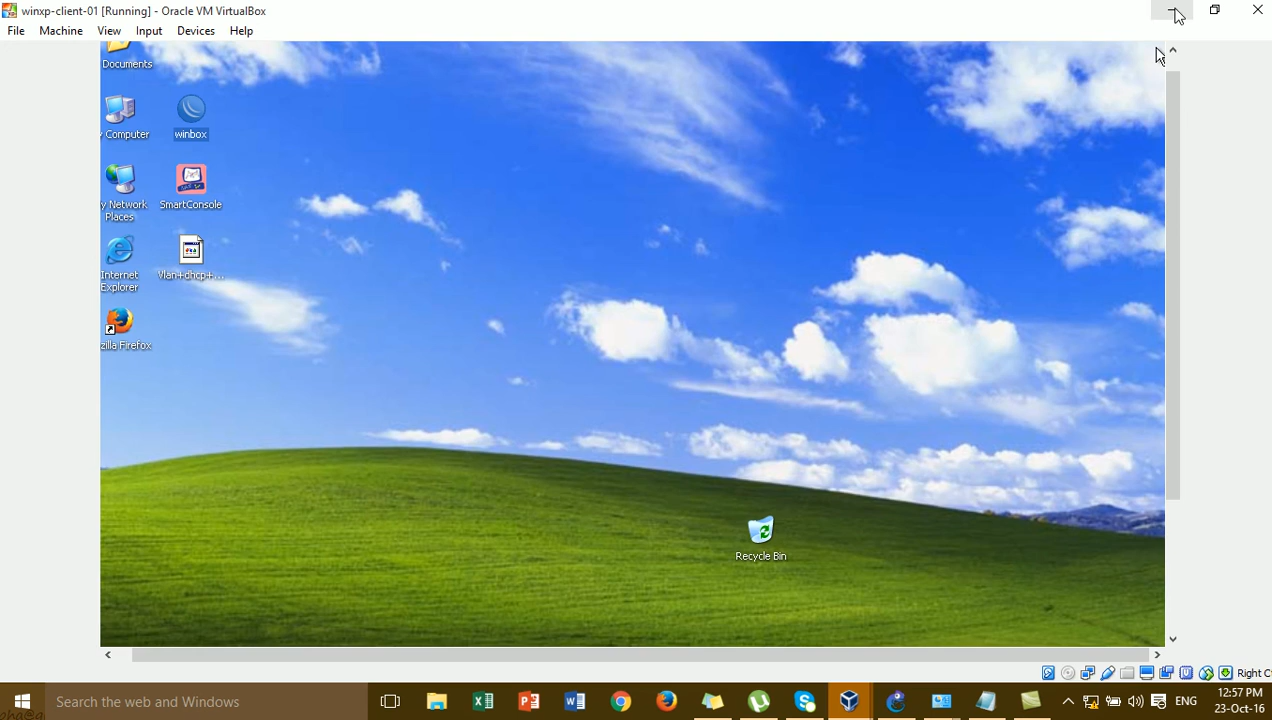 winxp-client-01 [Running] - Oracle VM VirtualBox
File Machine View Input Devices Help
Documents
y Computer
winbox
y Network
Places
SmartConsole
Internet
Explorer
Vlan+dhcp+...
zilla Firefox
Recycle Bin
Right Ct
Search the web and Windows
ENG
12:57 PM
23-Oct-16